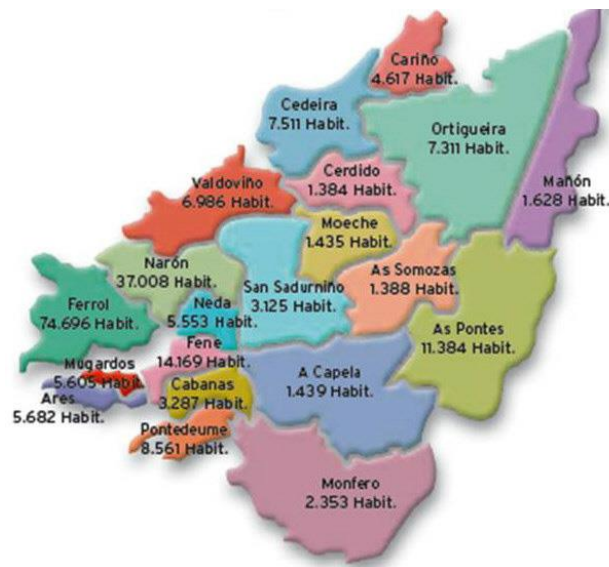 Cariño
4.617 Habit.
Cedeira
7.511 Habit.
Ortigueira
7.311 Habit.
Mañón
1.628 Habit.
Cerdido
1.384 Habit.
Valdoviño
6.986 Habit.
Moeche
1.435 Habit.
Narón
37.008 Habit.
San Sadurniño
3.125 Habit.
As Somozas
1.388 Habit.
Ferrol
74.696 Habit.
Neda
5.553 Habit.
As Pontes
11.384 Habit.
Fene
14.169 Habit.
Mugardos
5.605 Habit.
Ares
5.682 Habit.
Cabanas
3.287 Habit.
A Capela
1.439 Habit.
Pontedeume
8.561 Habit.
Monfero
2.353 Habit.